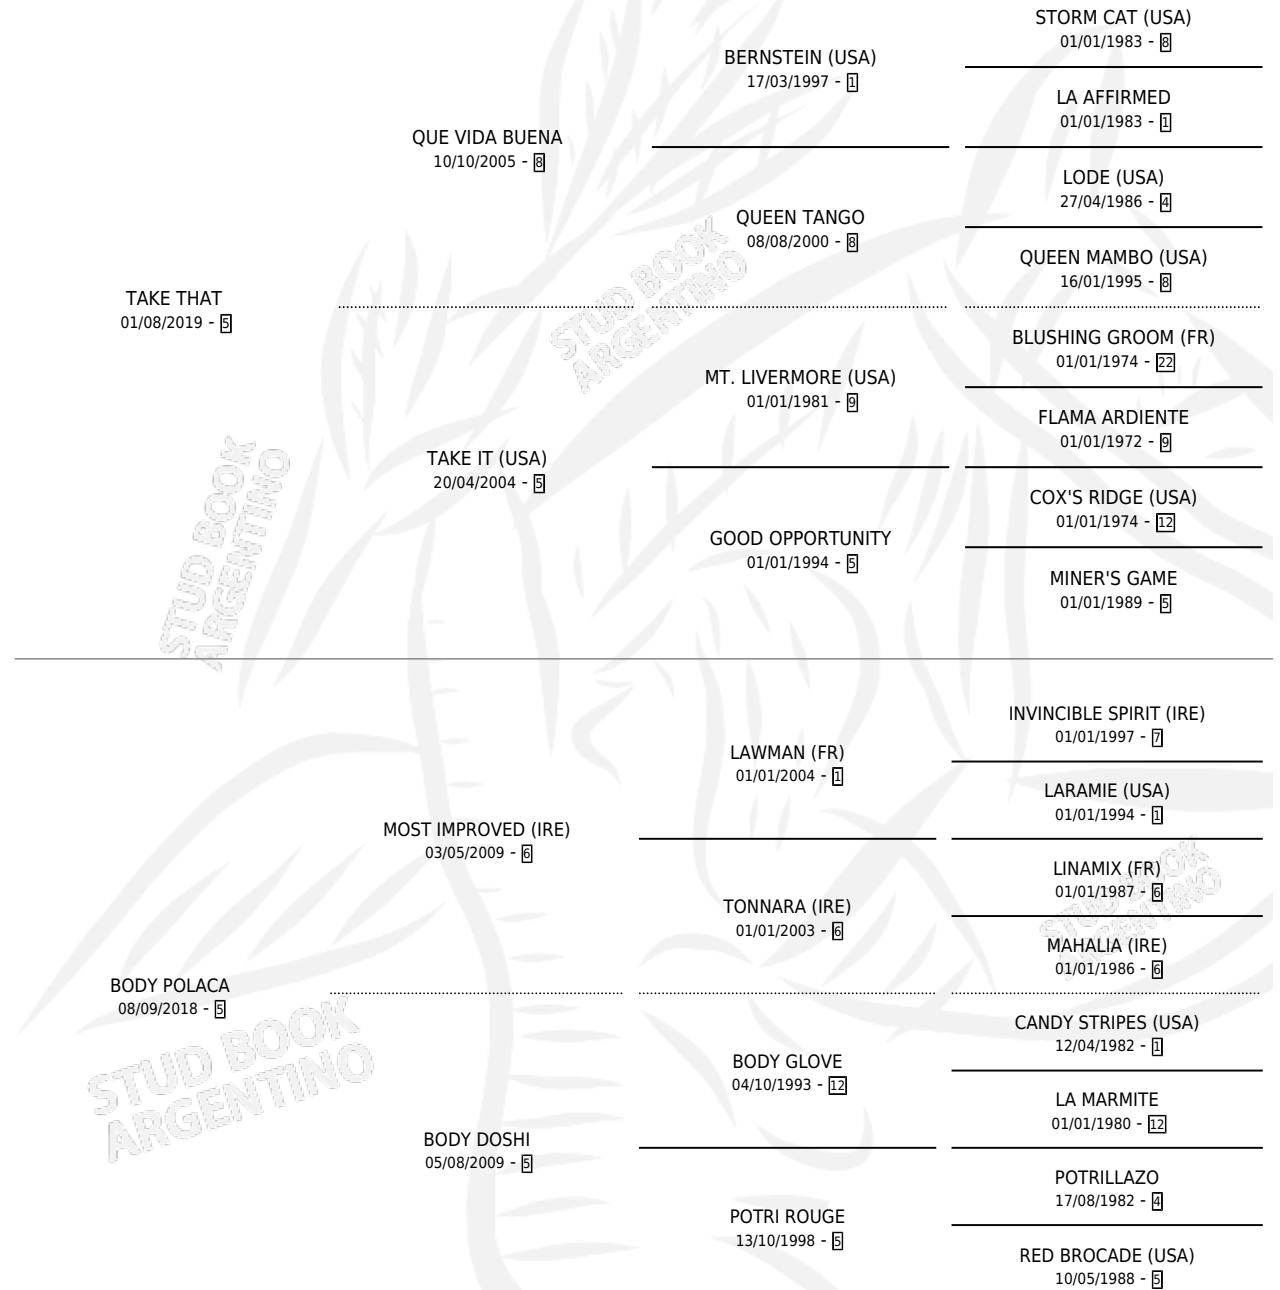 STORM CAT (USA)
01/01/1983 - 8
BERNSTEIN (USA)
17/03/1997 - 1
LA AFFIRMED
01/01/1983 - 1
QUE VIDA BUENA
10/10/2005 - 8
LODE (USA)
27/04/1986 - 4
QUEEN TANGO
08/08/2000 - 8
QUEEN MAMBO (USA)
16/01/1995 - 8
TAKE THAT
01/08/2019 - 5
BLUSHING GROOM (FR)
01/01/1974 - 22
MT. LIVERMORE (USA)
01/01/1981 - 9
FLAMA ARDIENTE
01/01/1972 - 9
TAKE IT (USA)
20/04/2004 - 5
COX'S RIDGE (USA)
01/01/1974 - 12
GOOD OPPORTUNITY
01/01/1994 - 5
MINER'S GAME
01/01/1989 - 5
STUD BOOK
ARGENTINO
STUD BOOK
ARGENTINO
INVINCIBLE SPIRIT (IRE)
01/01/1997 - 7
LAWMAN (FR)
01/01/2004 - 1
LARAMIE (USA)
01/01/1994 - 1
MOST IMPROVED (IRE)
03/05/2009 - 6
LINAMIX (FR)
01/01/1987 - 6
TONNARA (IRE)
01/01/2003 - 6
MAHALIA (IRE)
01/01/1986 - 6
BODY POLACA
08/09/2018 - 5
CANDY STRIPES (USA)
12/04/1982 - 1
BODY GLOVE
04/10/1993 - 12
LA MARMITE
01/01/1980 - 12
BODY DOSHI
05/08/2009 - 5
POTRILLAZO
17/08/1982 - 4
POTRI ROUGE
13/10/1998 - 5
RED BROCADE (USA)
10/05/1988 - 5
STUD BOOK
ARGENTINO
STUD BOOK
ARGENTINO